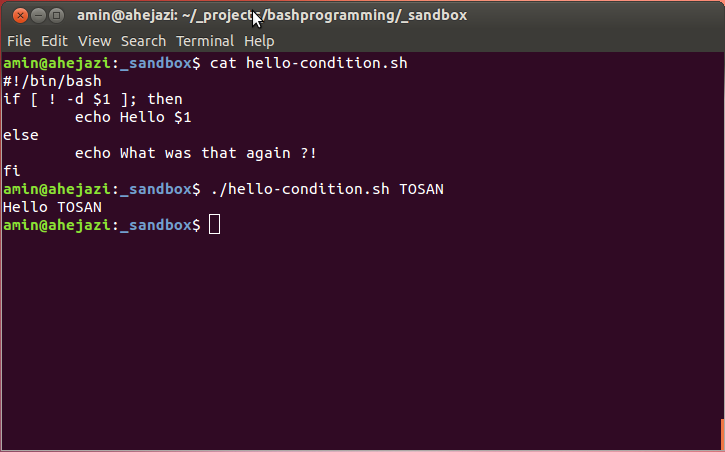 amin@ahejazi: ~/_projects/bashprogramming/_sandbox
File Edit View Search Terminal Help
amin@ahejazi:_sandbox$ cat hello-condition.sh
#!/bin/bash
if [ ! -d $1 ]; then
        echo Hello $1
else
        echo What was that again ?!
fi
amin@ahejazi:_sandbox$ ./hello-condition.sh TOSAN
Hello TOSAN
amin@ahejazi:_sandbox$